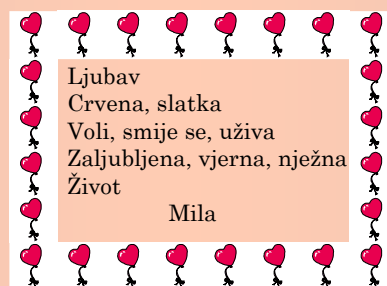 Ljubav
Crvena, slatka
Voli, smije se, uživa
Zaljubljena, vjerna, nježna
Život
Mila